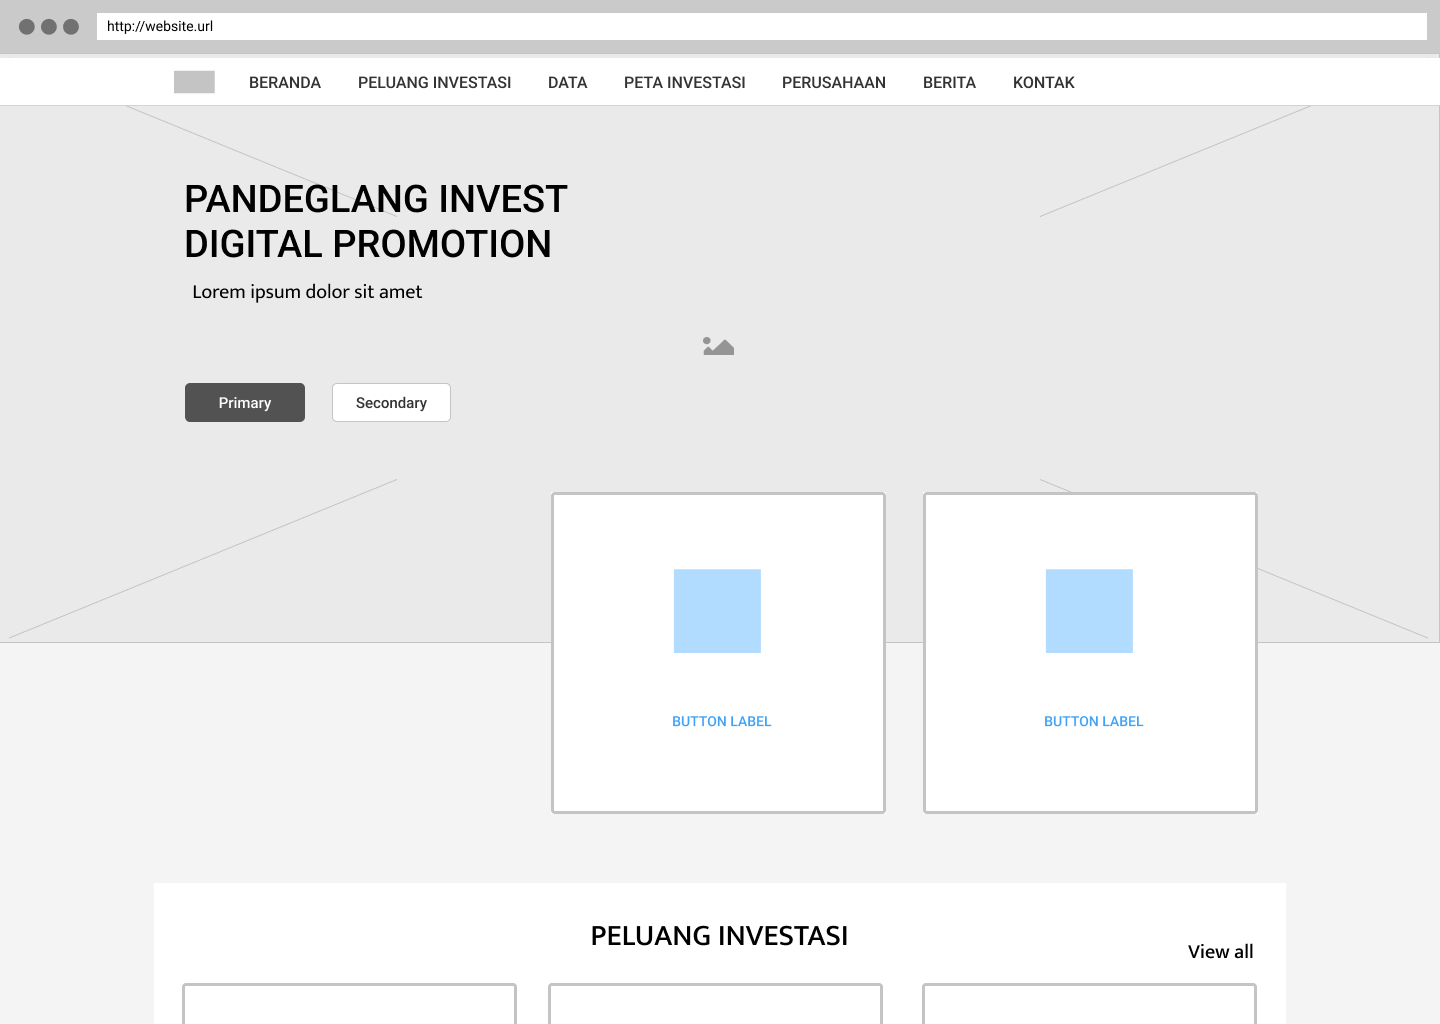 http://website.url
BERANDA PELUANG INVESTASI DATA PETA INVESTASI PERUSAHAAN BERITA KONTAK
PANDEGLANG INVEST
DIGITAL PROMOTION
Lorem ipsum dolor sit amet
Primary Secondary
BUTTON LABEL BUTTON LABEL
PELUANG INVESTASI
View all